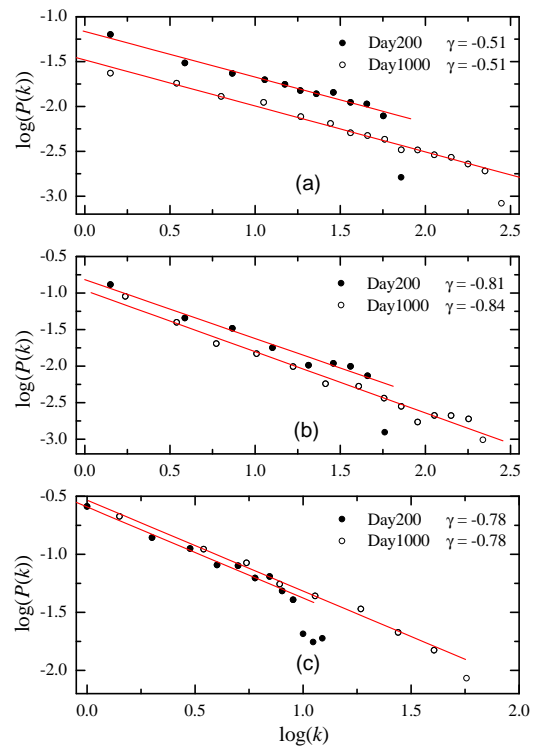 -1.0
-1.5
-2.0
-2.5
-3.0
log(P(k))
Day200 γ = -0.51
Day1000 γ = -0.51
(a)
0.0 0.5 1.0 1.5 2.0 2.5
-0.5
-1.0
-1.5
-2.0
-2.5
-3.0
log(P(k))
Day200 γ = -0.81
Day1000 γ = -0.84
(b)
0.0 0.5 1.0 1.5 2.0 2.5
-0.5
-1.0
-1.5
-2.0
log(P(k))
Day200 γ = -0.78
Day1000 γ = -0.78
(c)
0.0 0.5 1.0 1.5 2.0
log(k)